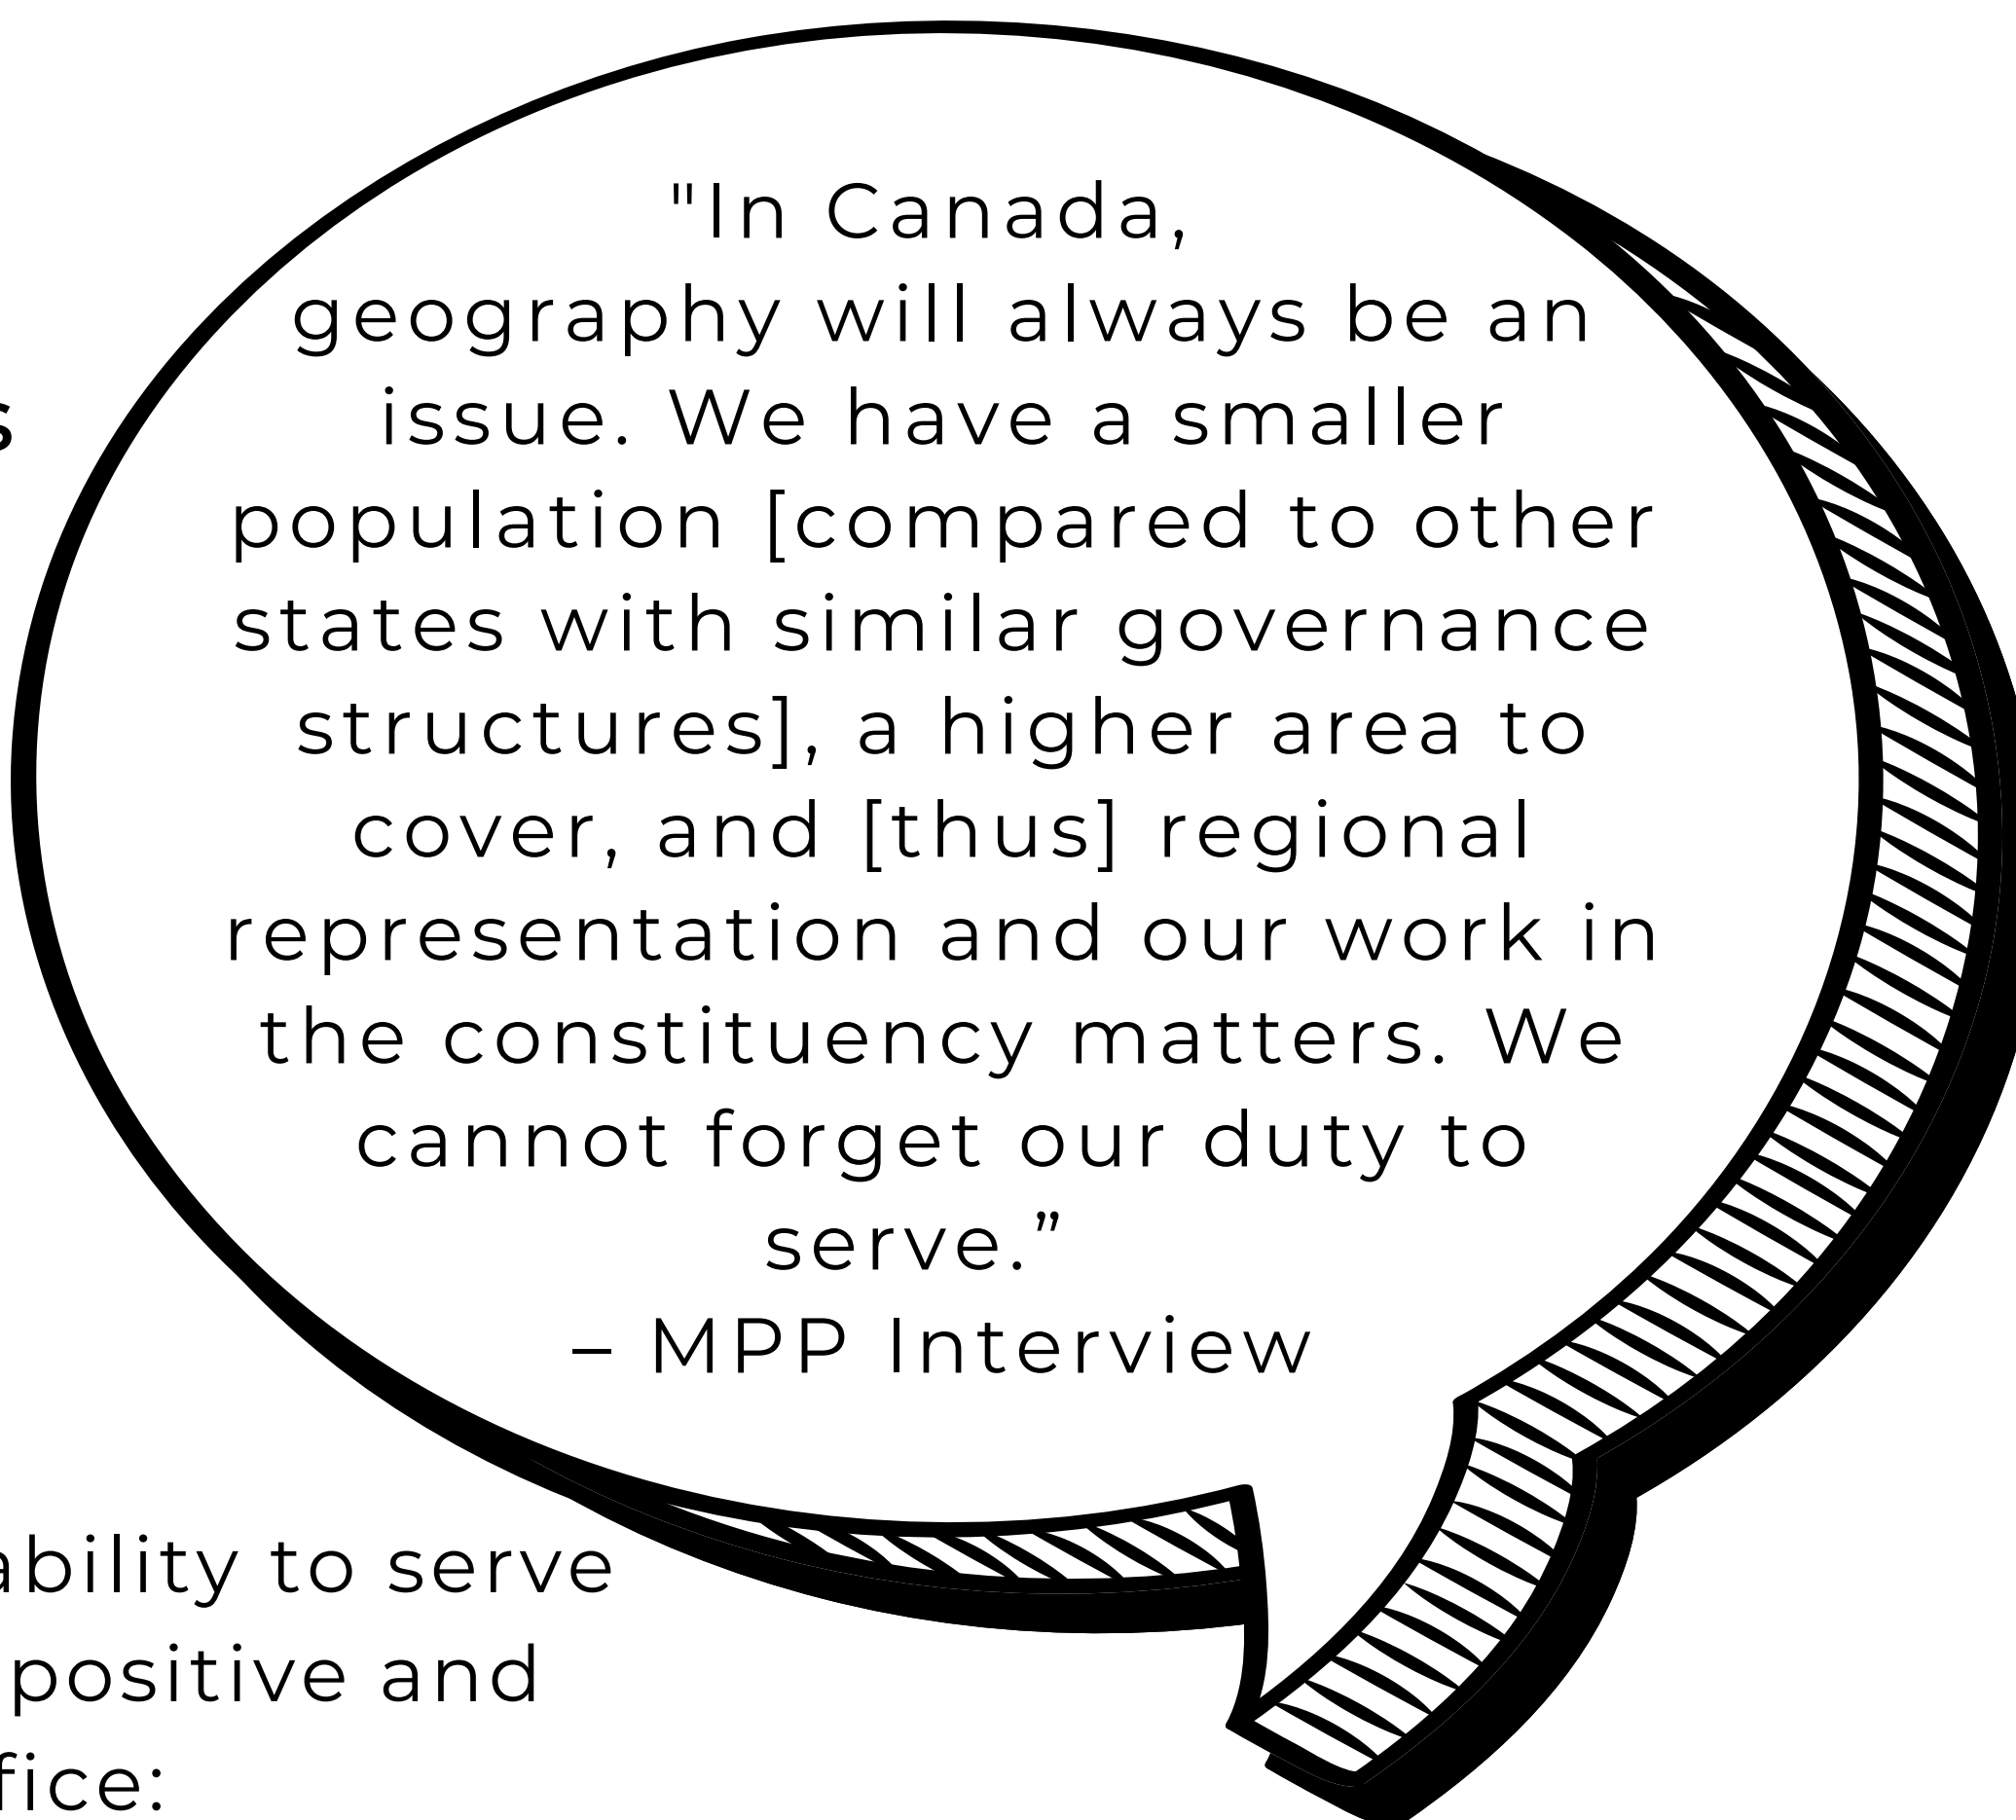 "In Canada,
geography will always be an
issue. We have a smaller
population [compared to other
states with similar governance
structures], a higher area to
cover, and [thus] regional
representation and our work in
the constituency matters. We
cannot forget our duty to
serve.”
– MPP Interview
ability to serve
positive and
fice: